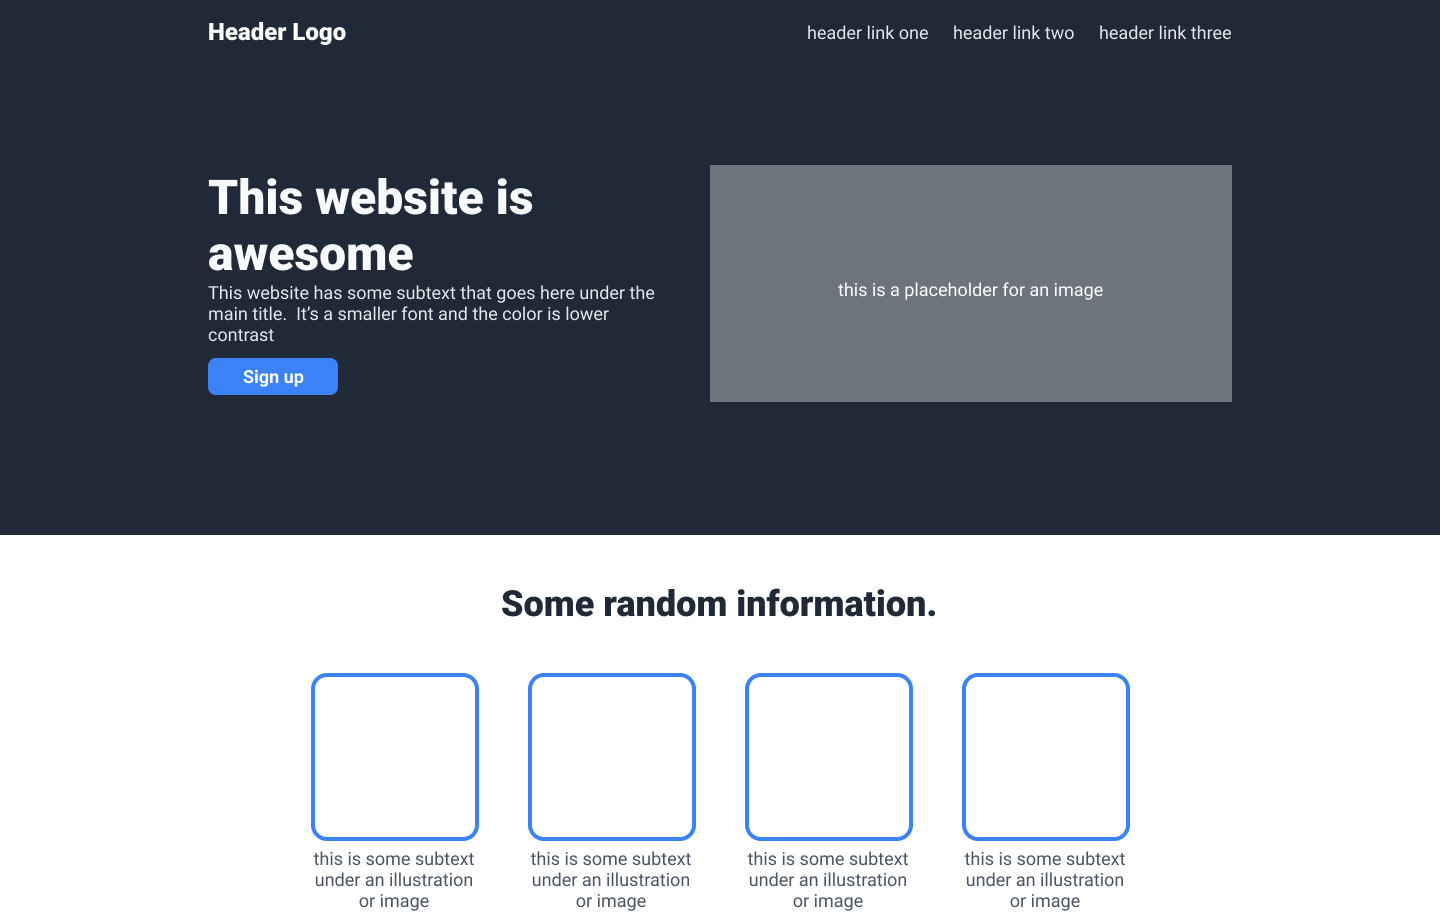 Header Logo
header link one header link two header link three
This website is
awesome
This website has some subtext that goes here under the
main title.  It’s a smaller font and the color is lower
contrast
Sign up
this is a placeholder for an image
Some random information.
this is some subtext
under an illustration
or image
this is some subtext
under an illustration
or image
this is some subtext
under an illustration
or image
this is some subtext
under an illustration
or image